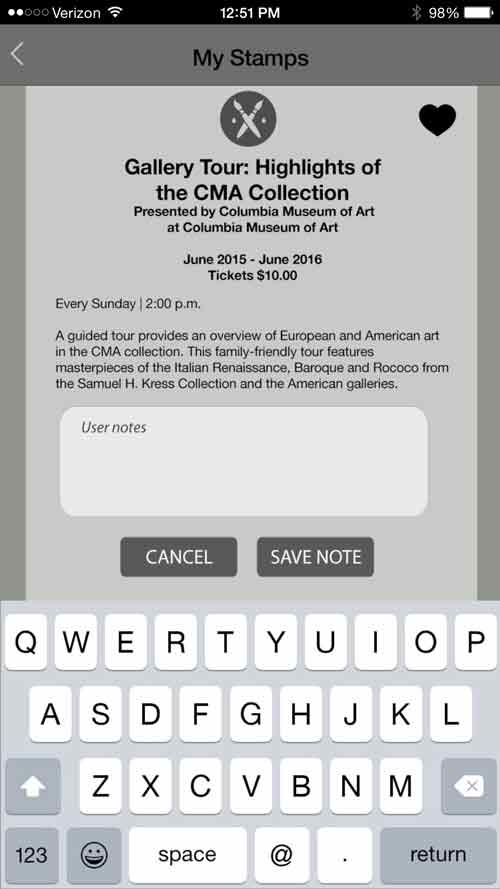 Verizon 12:51 PM 98%
My Stamps
Gallery Tour: Highlights of
the CMA Collection
Presented by Columbia Museum of Art
at Columbia Museum of Art
June 2015 - June 2016
Tickets $10.00
Every Sunday | 2:00 p.m.
A guided tour provides an overview of European and American art
in the CMA collection. This family-friendly tour features
masterpieces of the Italian Renaissance, Baroque and Rococo from
the Samuel H. Kress Collection and the American galleries.
User notes
CANCEL SAVE NOTE
Q W E R T Y U I O P
A S D F G H J K L
Z X C V B N M
123 space @ . return